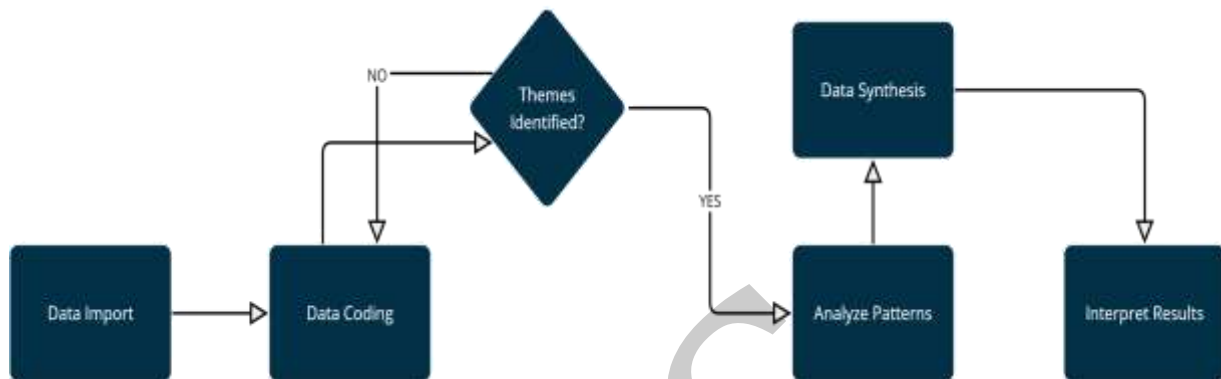 Data Import
Data Coding
NO
Themes
Identified?
YES
Analyze Patterns
Data Synthesis
Interpret Results